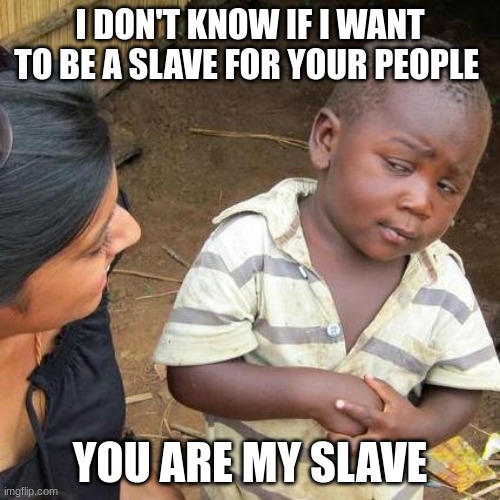 I DON'T KNOW IF I WANT
TO BE A SLAVE FOR YOUR PEOPLE
YOU ARE MY SLAVE
imgflip.com